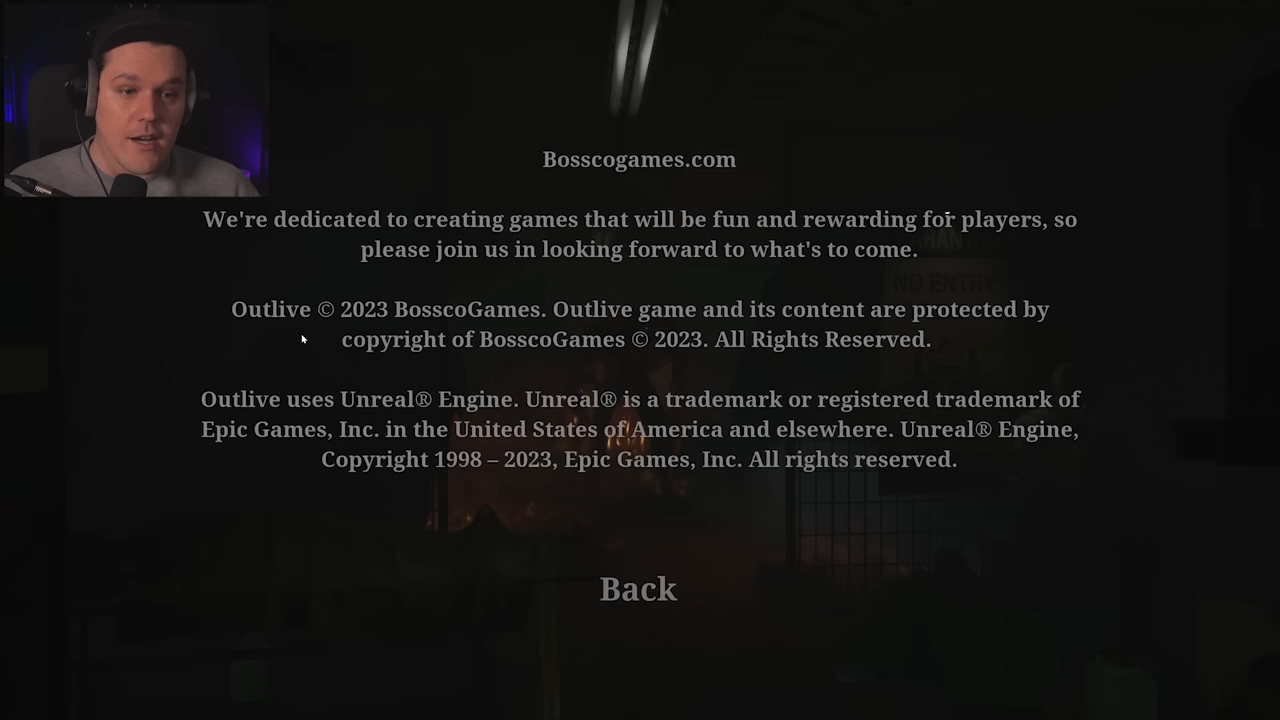 Bosscogames.com
We're dedicated to creating games that will be fun and rewarding for players, so
please join us in looking forward to what's to come.
NO ENTRY
Outlive © 2023 BosscoGames. Outlive game and its content are protected by
copyright of BosscoGames © 2023. All Rights Reserved.
Outlive uses Unreal® Engine. Unreal® is a trademark or registered trademark of
Epic Games, Inc. in the United States of America and elsewhere. Unreal® Engine,
Copyright 1998 – 2023, Epic Games, Inc. All rights reserved.
Back